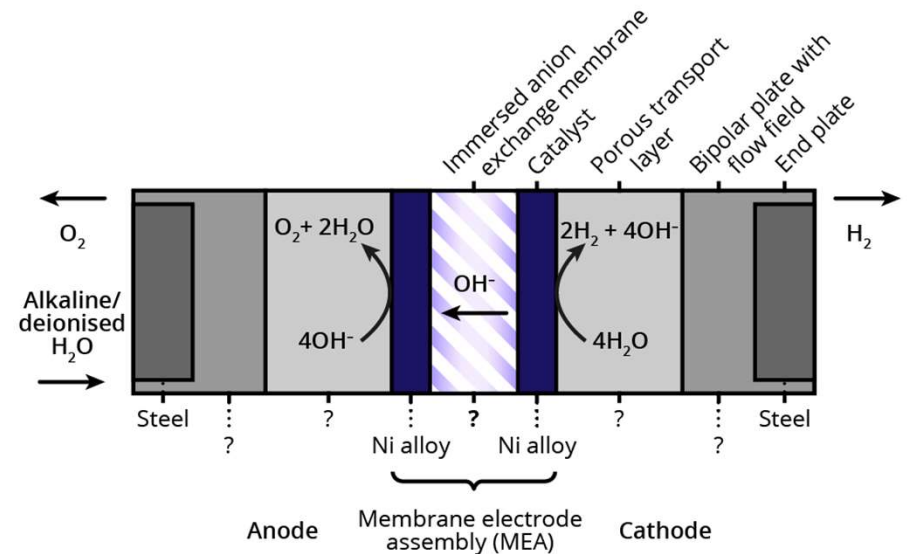 Immersed anion
exchange membrane
Catalyst
Porous transport
layer
Bipolar plate with
flow field
End plate
O₂
H₂
Alkaline/
deionised
H₂O
O₂+ 2H₂O
4OH⁻
OH⁻
2H₂ + 4OH⁻
4H₂O
Steel
?
?
Ni alloy
?
Ni alloy
?
?
Steel
Anode
Membrane electrode
assembly (MEA)
Cathode